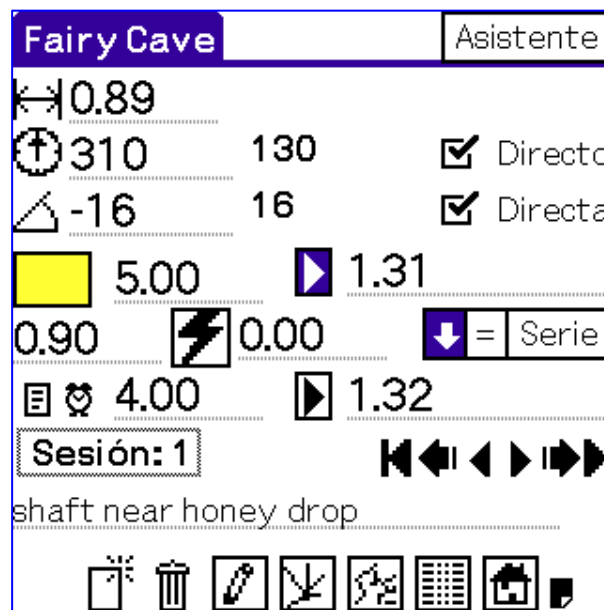 Fairy Cave Asistente
0.89
310 130 Directo
-16 16 Directa
5.00 1.31
0.90 0.00 = Serie
4.00 1.32
Sesión: 1
shaft near honey drop